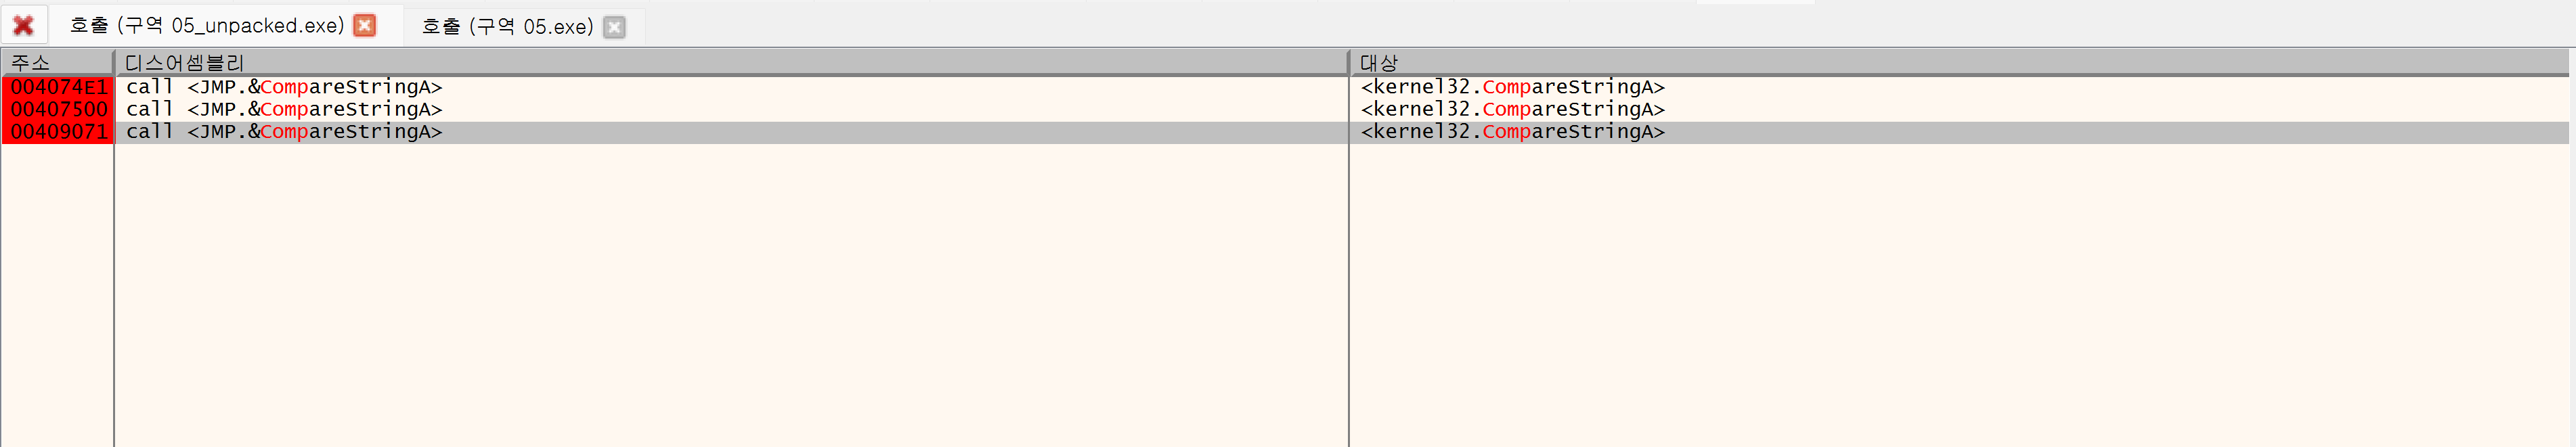 호출 (구역 05_unpacked.exe) 호출 (구역 05.exe)
주소 디스어셈블리 대상
004074E1 call <JMP.&CompareStringA> <kernel32.CompareStringA>
00407500 call <JMP.&CompareStringA> <kernel32.CompareStringA>
00409071 call <JMP.&CompareStringA> <kernel32.CompareStringA>